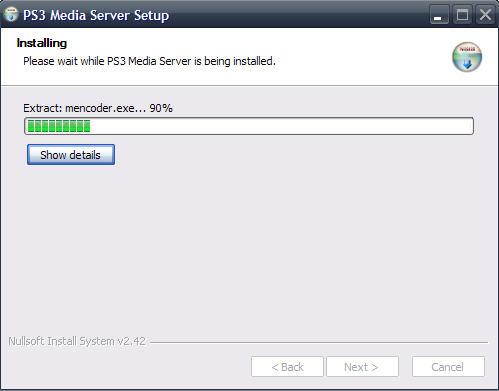 PS3 Media Server Setup
Installing
Please wait while PS3 Media Server is being installed.
Extract: mencoder.exe... 90%
Show details
Nullsoft Install System v2.42
< Back
Next >
Cancel